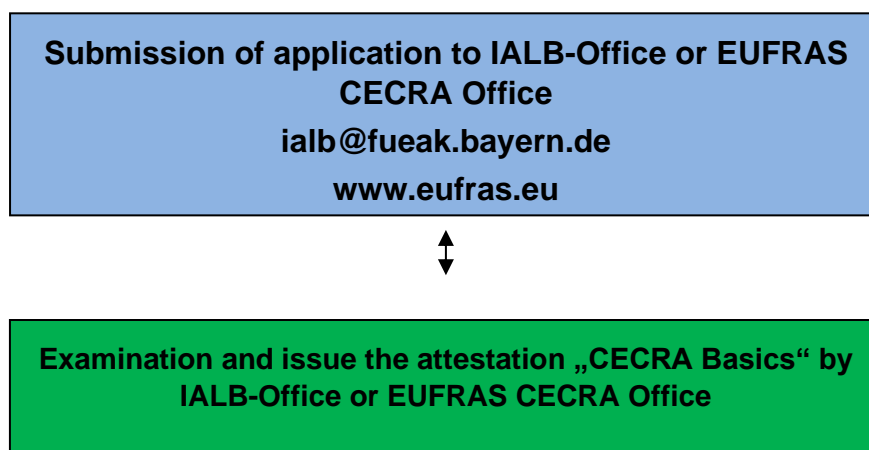 Submission of application to IALB-Office or EUFRAS
CECRA Office
ialb@fueak.bayern.de
www.eufras.eu
Examination and issue the attestation „CECRA Basics“ by
IALB-Office or EUFRAS CECRA Office